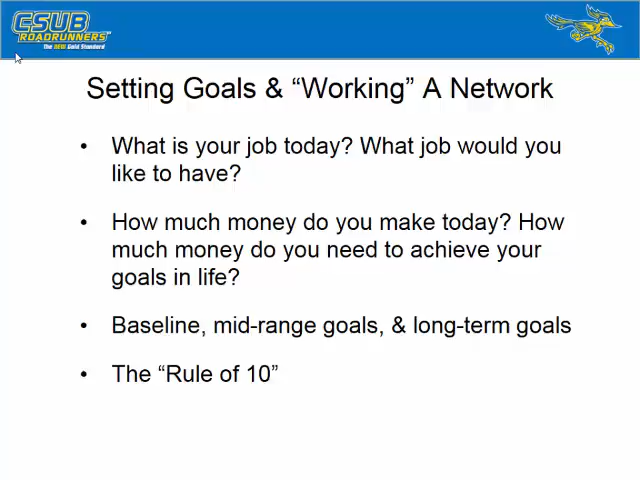 CSUB
ROADRUNNERS
The NEW Gold Standard
Setting Goals & “Working” A Network
• What is your job today? What job would you
like to have?
• How much money do you make today? How
much money do you need to achieve your
goals in life?
• Baseline, mid-range goals, & long-term goals
• The “Rule of 10”